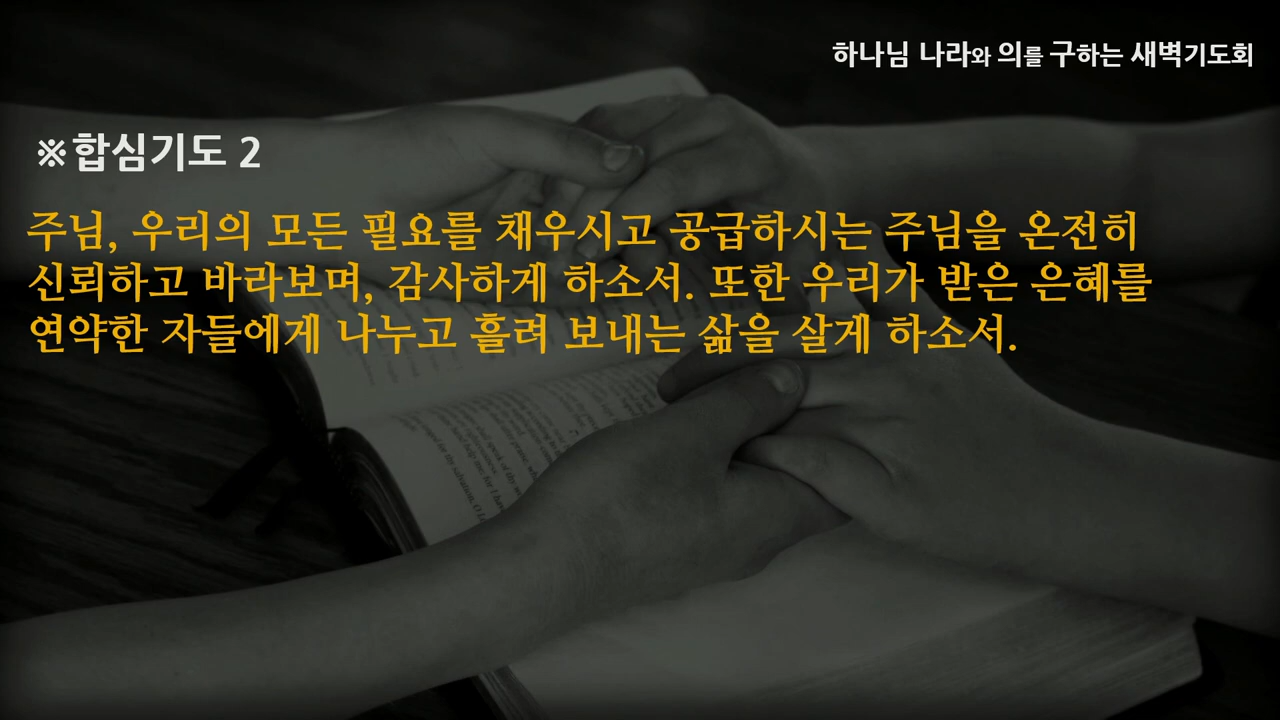 하나님 나라와 의를 구하는 새벽기도회
※합심기도 2
주님, 우리의 모든 필요를 채우시고 공급하시는 주님을 온전히
신뢰하고 바라보며, 감사하게 하소서. 또한 우리가 받은 은혜를
연약한 자들에게 나누고 흘려 보내는 삶을 살게 하소서.